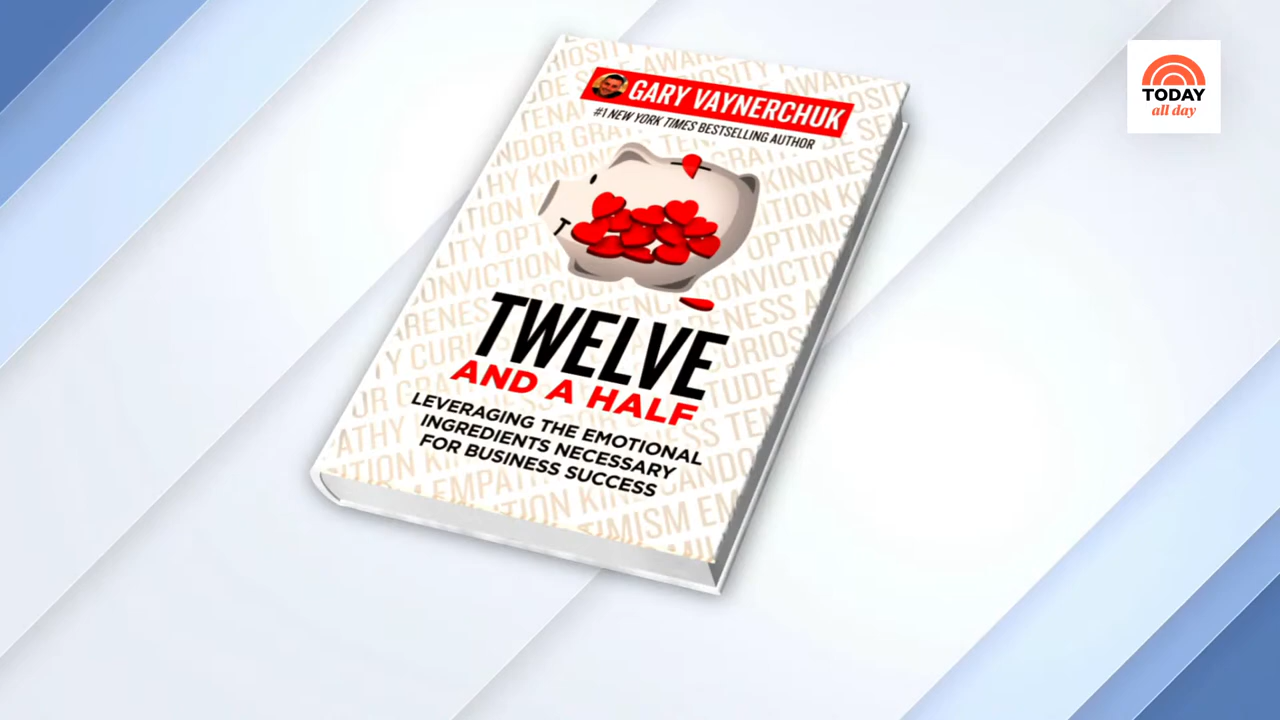 GARY VAYNERCHUK
#1 NEW YORK TIMES BESTSELLING AUTHOR
TWELVE
AND A HALF
LEVERAGING THE EMOTIONAL
INGREDIENTS NECESSARY
FOR BUSINESS SUCCESS
TODAY
all day